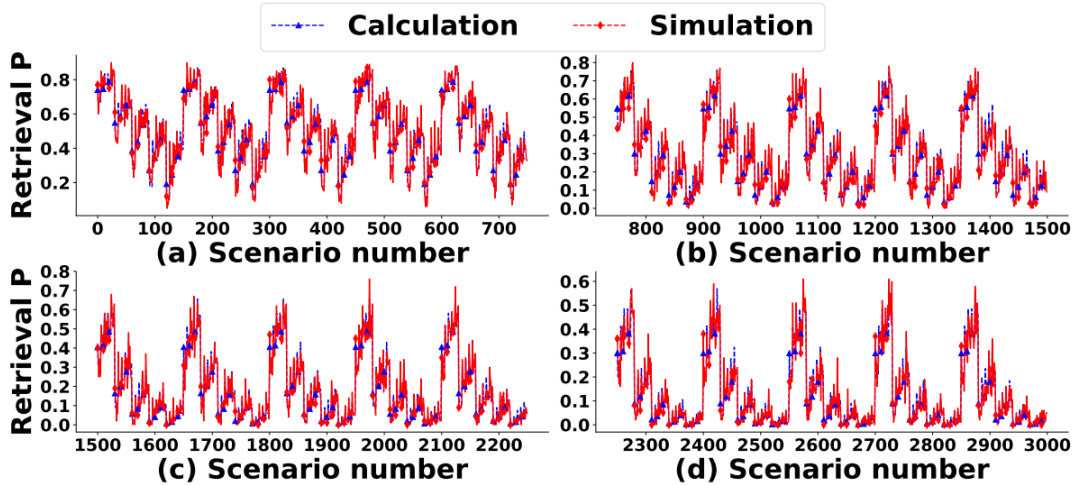 Calculation Simulation
Retrieval P
0.8
0.6
0.4
0.2
0 100 200 300 400 500 600 700
(a) Scenario number
0.8
0.7
0.6
0.5
0.4
0.3
0.2
0.1
0.0
800 900 1000 1100 1200 1300 1400 1500
(b) Scenario number
Retrieval P
0.8
0.7
0.6
0.5
0.4
0.3
0.2
0.1
0.0
1500 1600 1700 1800 1900 2000 2100 2200
(c) Scenario number
0.6
0.5
0.4
0.3
0.2
0.1
0.0
2300 2400 2500 2600 2700 2800 2900 3000
(d) Scenario number